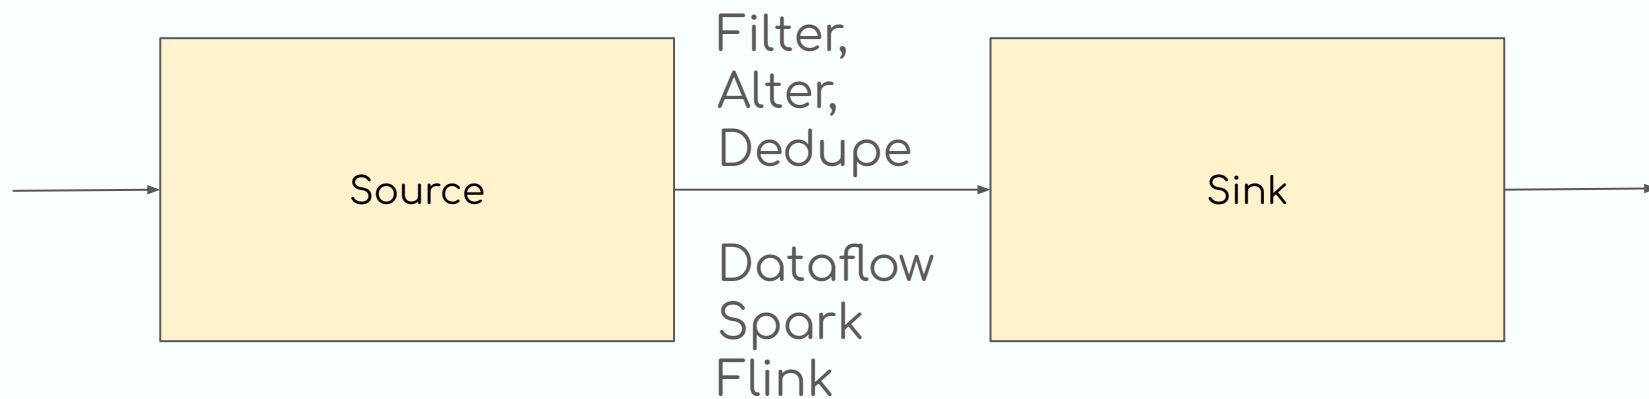 Source
Filter,
Alter,
Dedupe
Dataflow
Spark
Flink
Sink